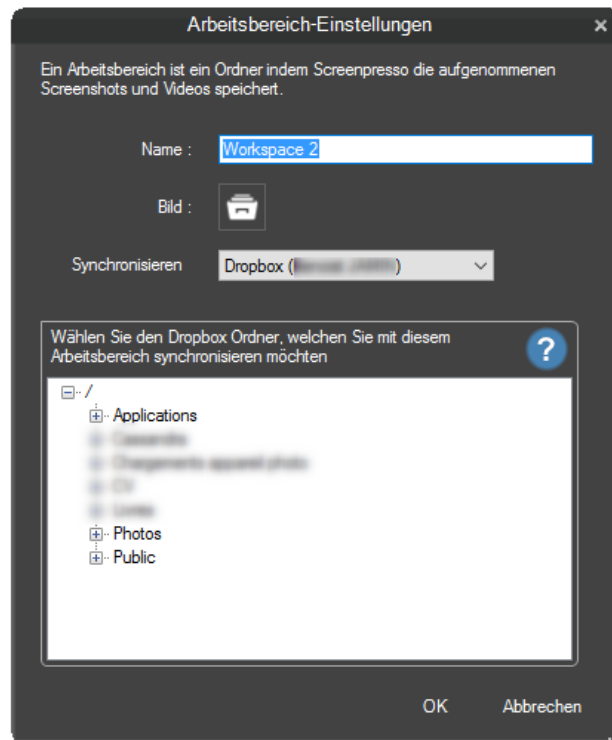 Arbeitsbereich-Einstellungen
Ein Arbeitsbereich ist ein Ordner indem Screenpresso die aufgenommenen
Screenshots und Videos speichert.
Name :
Workspace 2
Bild :
Synchronisieren
Dropbox ( )
Wählen Sie den Dropbox Ordner, welchen Sie mit diesem
Arbeitsbereich synchronisieren möchten
?
/
Applications
Photos
Public
OK
Abbrechen